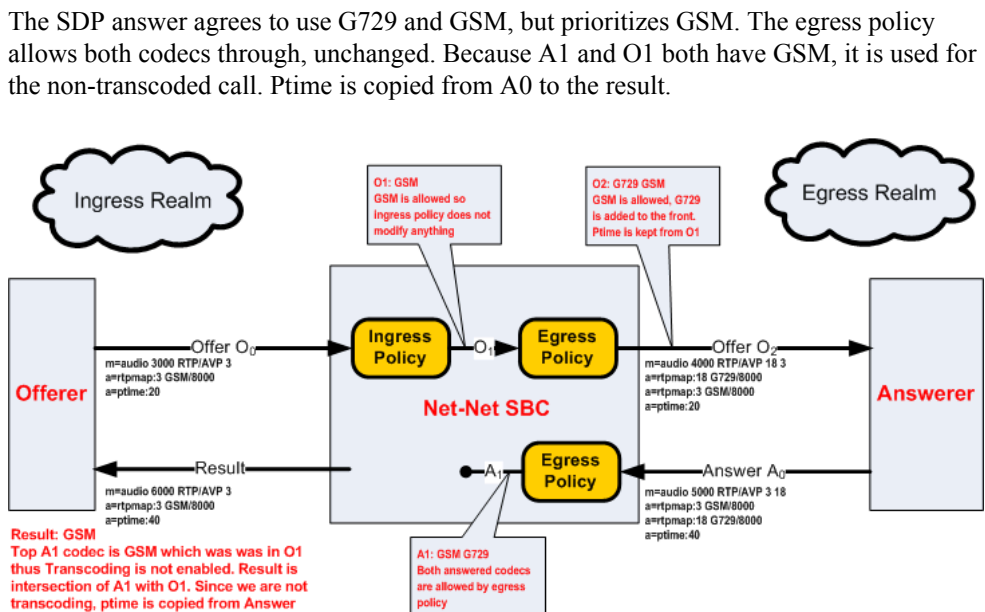 The SDP answer agrees to use G729 and GSM, but prioritizes GSM. The egress policy
allows both codecs through, unchanged. Because A1 and O1 both have GSM, it is used for
the non-transcoded call. Ptime is copied from A0 to the result.
Ingress Realm
O1: GSM
GSM is allowed so
ingress policy does not
modify anything
O2: G729 GSM
GSM is allowed, G729
is added to the front.
Ptime is kept from O1
Egress Realm
Offerer
Offer O0
m=audio 3000 RTP/AVP 3
a=rtpmap:3 GSM/8000
a=ptime:20
Ingress
Policy
O1
Egress
Policy
Offer O2
m=audio 4000 RTP/AVP 18 3
a=rtpmap:18 G729/8000
a=rtpmap:3 GSM/8000
a=ptime:20
Answerer
Net-Net SBC
Result
m=audio 6000 RTP/AVP 3
a=rtpmap:3 GSM/8000
a=ptime:40
A1
Egress
Policy
Answer A0
m=audio 5000 RTP/AVP 3 18
a=rtpmap:3 GSM/8000
a=rtpmap:18 G729/8000
a=ptime:40
Result: GSM
Top A1 codec is GSM which was was in O1
thus Transcoding is not enabled. Result is
intersection of A1 with O1. Since we are not
transcoding, ptime is copied from Answer
A1: GSM G729
Both answered codecs
are allowed by egress
policy